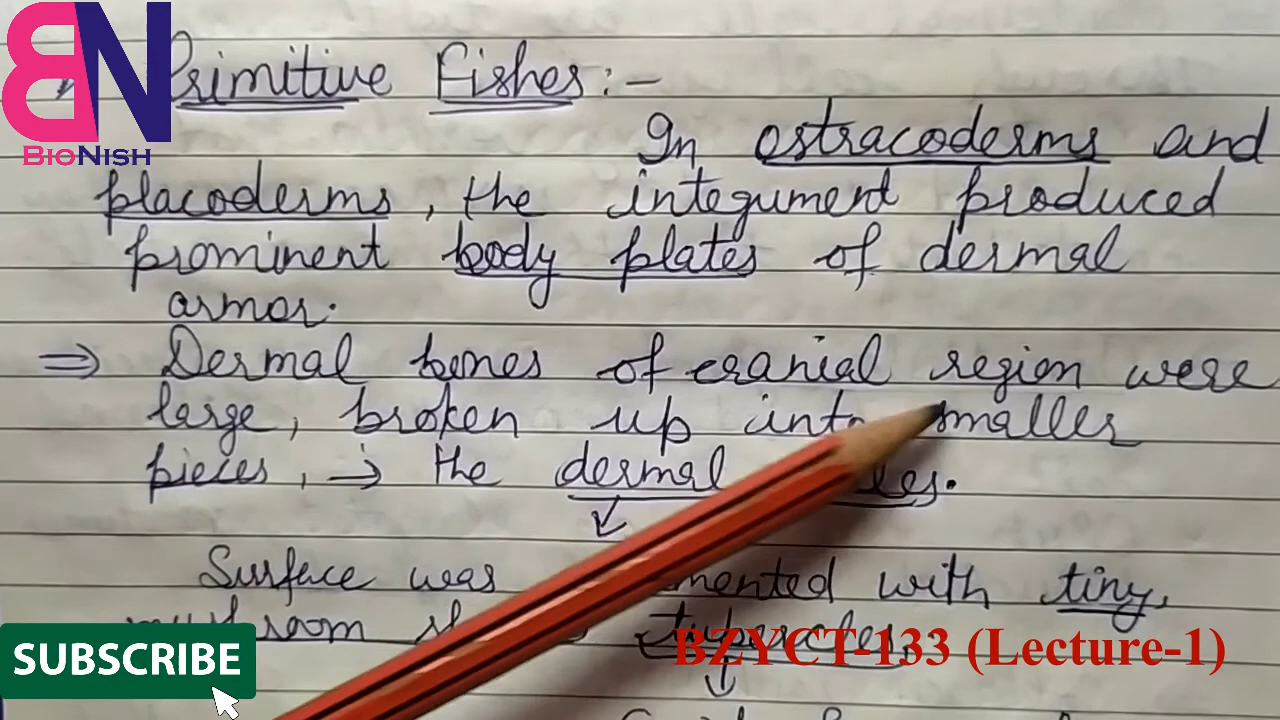 BN
BIONISH
Primitive Fishes :-
In ostracoderms and
placoderms, the integument produced
prominent body plates of dermal
armor.
⇒ Dermal bones of cranial region were
large, broken up into smaller
pieces, → the dermal
Surface was with tiny,
tubercles.
SUBSCRIBE
BZYCT-133 (Lecture-1)